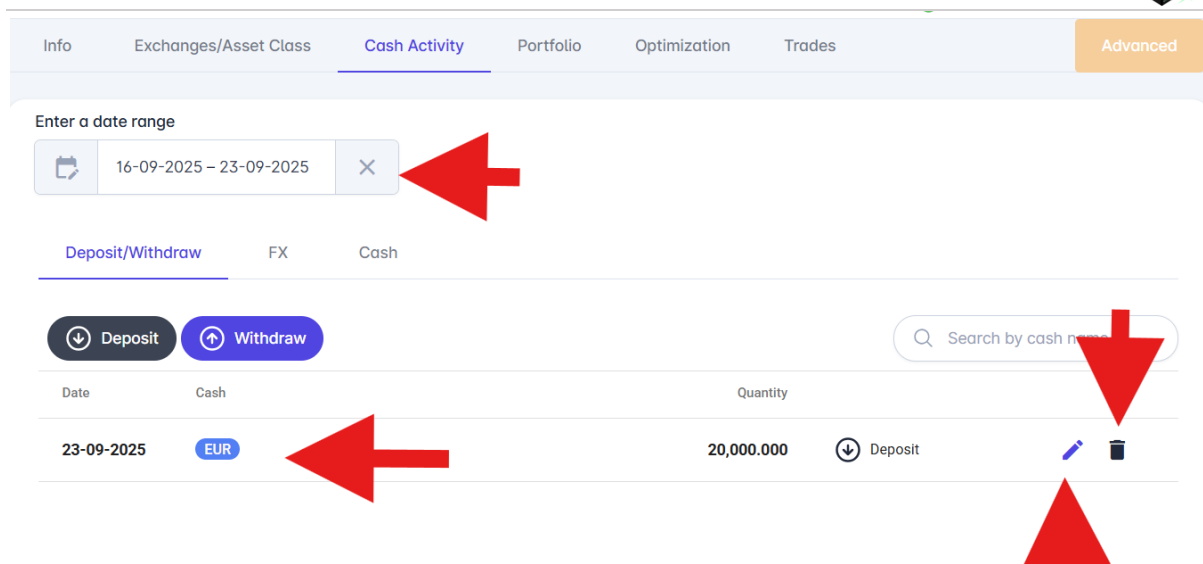 Info Exchanges/Asset Class Cash Activity Portfolio Optimization Trades Advanced
Enter a date range
16-09-2025 – 23-09-2025
Deposit/Withdraw FX Cash
Deposit Withdraw Search by cash name
Date Cash Quantity
23-09-2025 EUR 20,000.000 Deposit